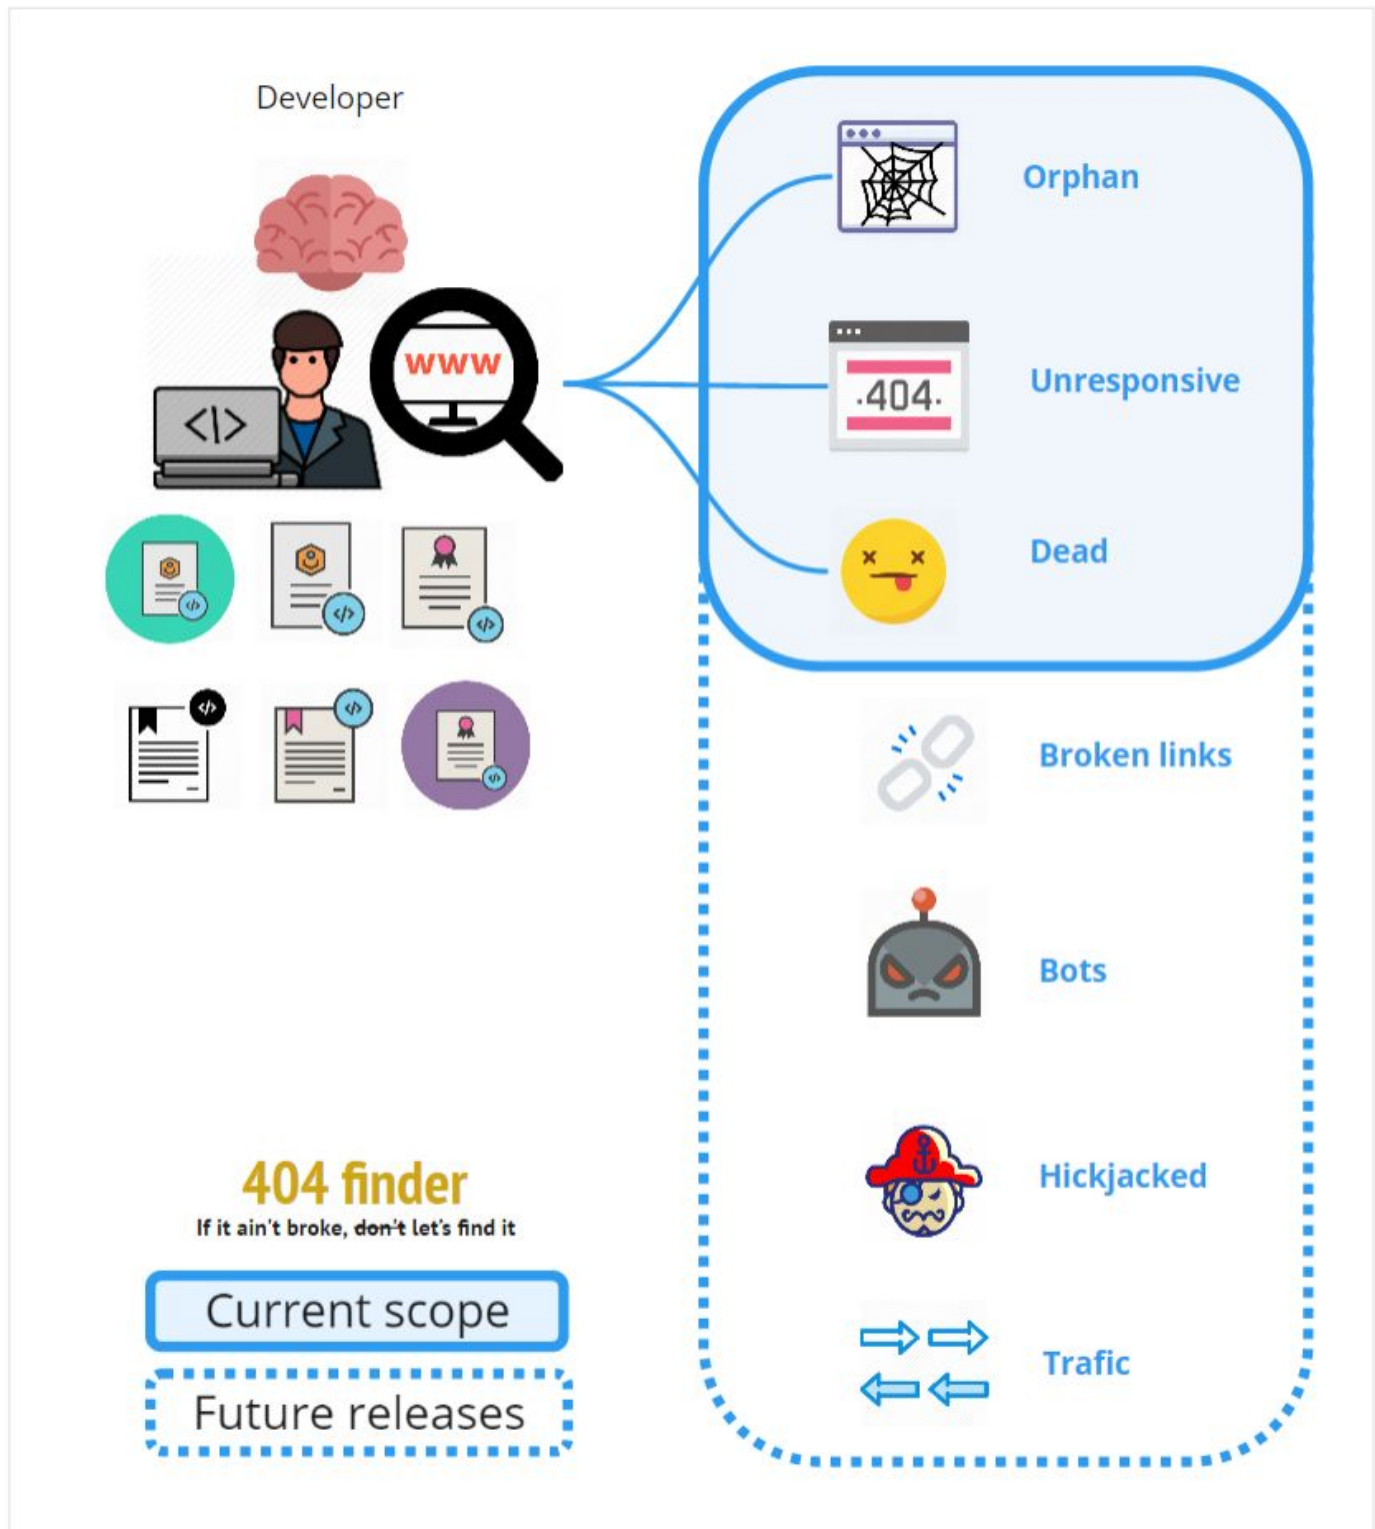 Developer
www
</>
</>
</>
</>
</>
</>
</>
404
Orphan
Unresponsive
Dead
Broken links
Bots
Hickjacked
Trafic
404 finder
If it ain't broke, don't let's find it
Current scope
Future releases